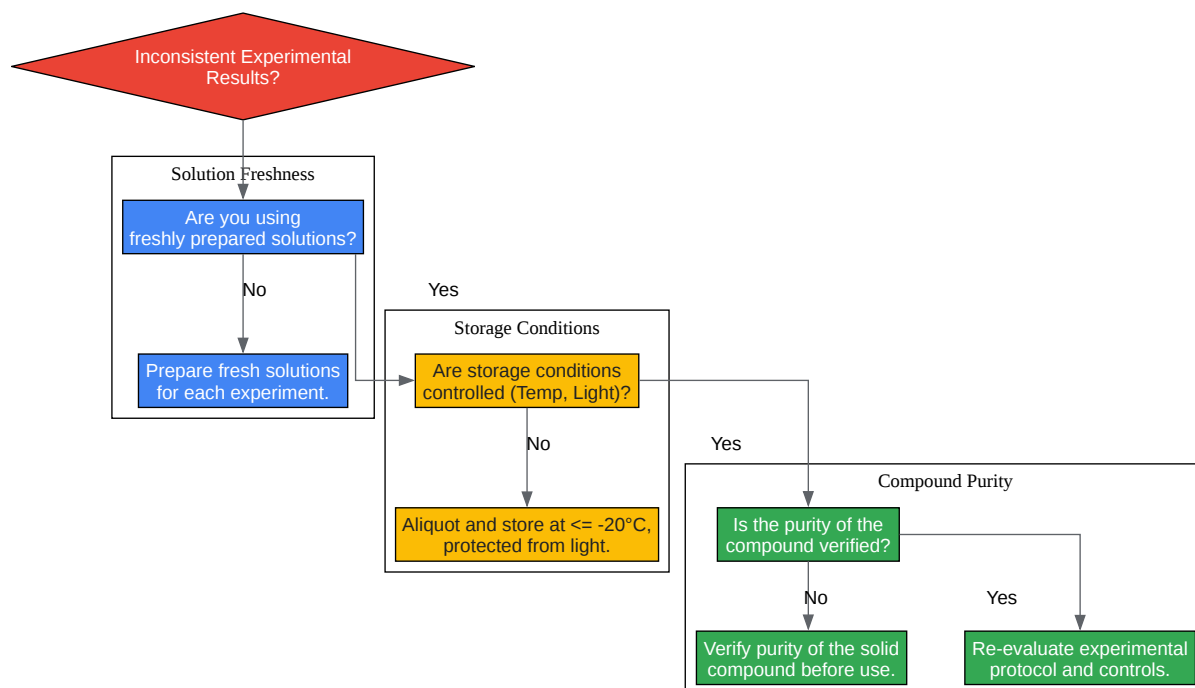 Inconsistent Experimental
Results?
Solution Freshness
Are you using
freshly prepared solutions?
No
Yes
Prepare fresh solutions
for each experiment.
Storage Conditions
Are storage conditions
controlled (Temp, Light)?
No
Yes
Aliquot and store at <= -20°C,
protected from light.
Compound Purity
Is the purity of the
compound verified?
No
Yes
Verify purity of the solid
compound before use.
Re-evaluate experimental
protocol and controls.